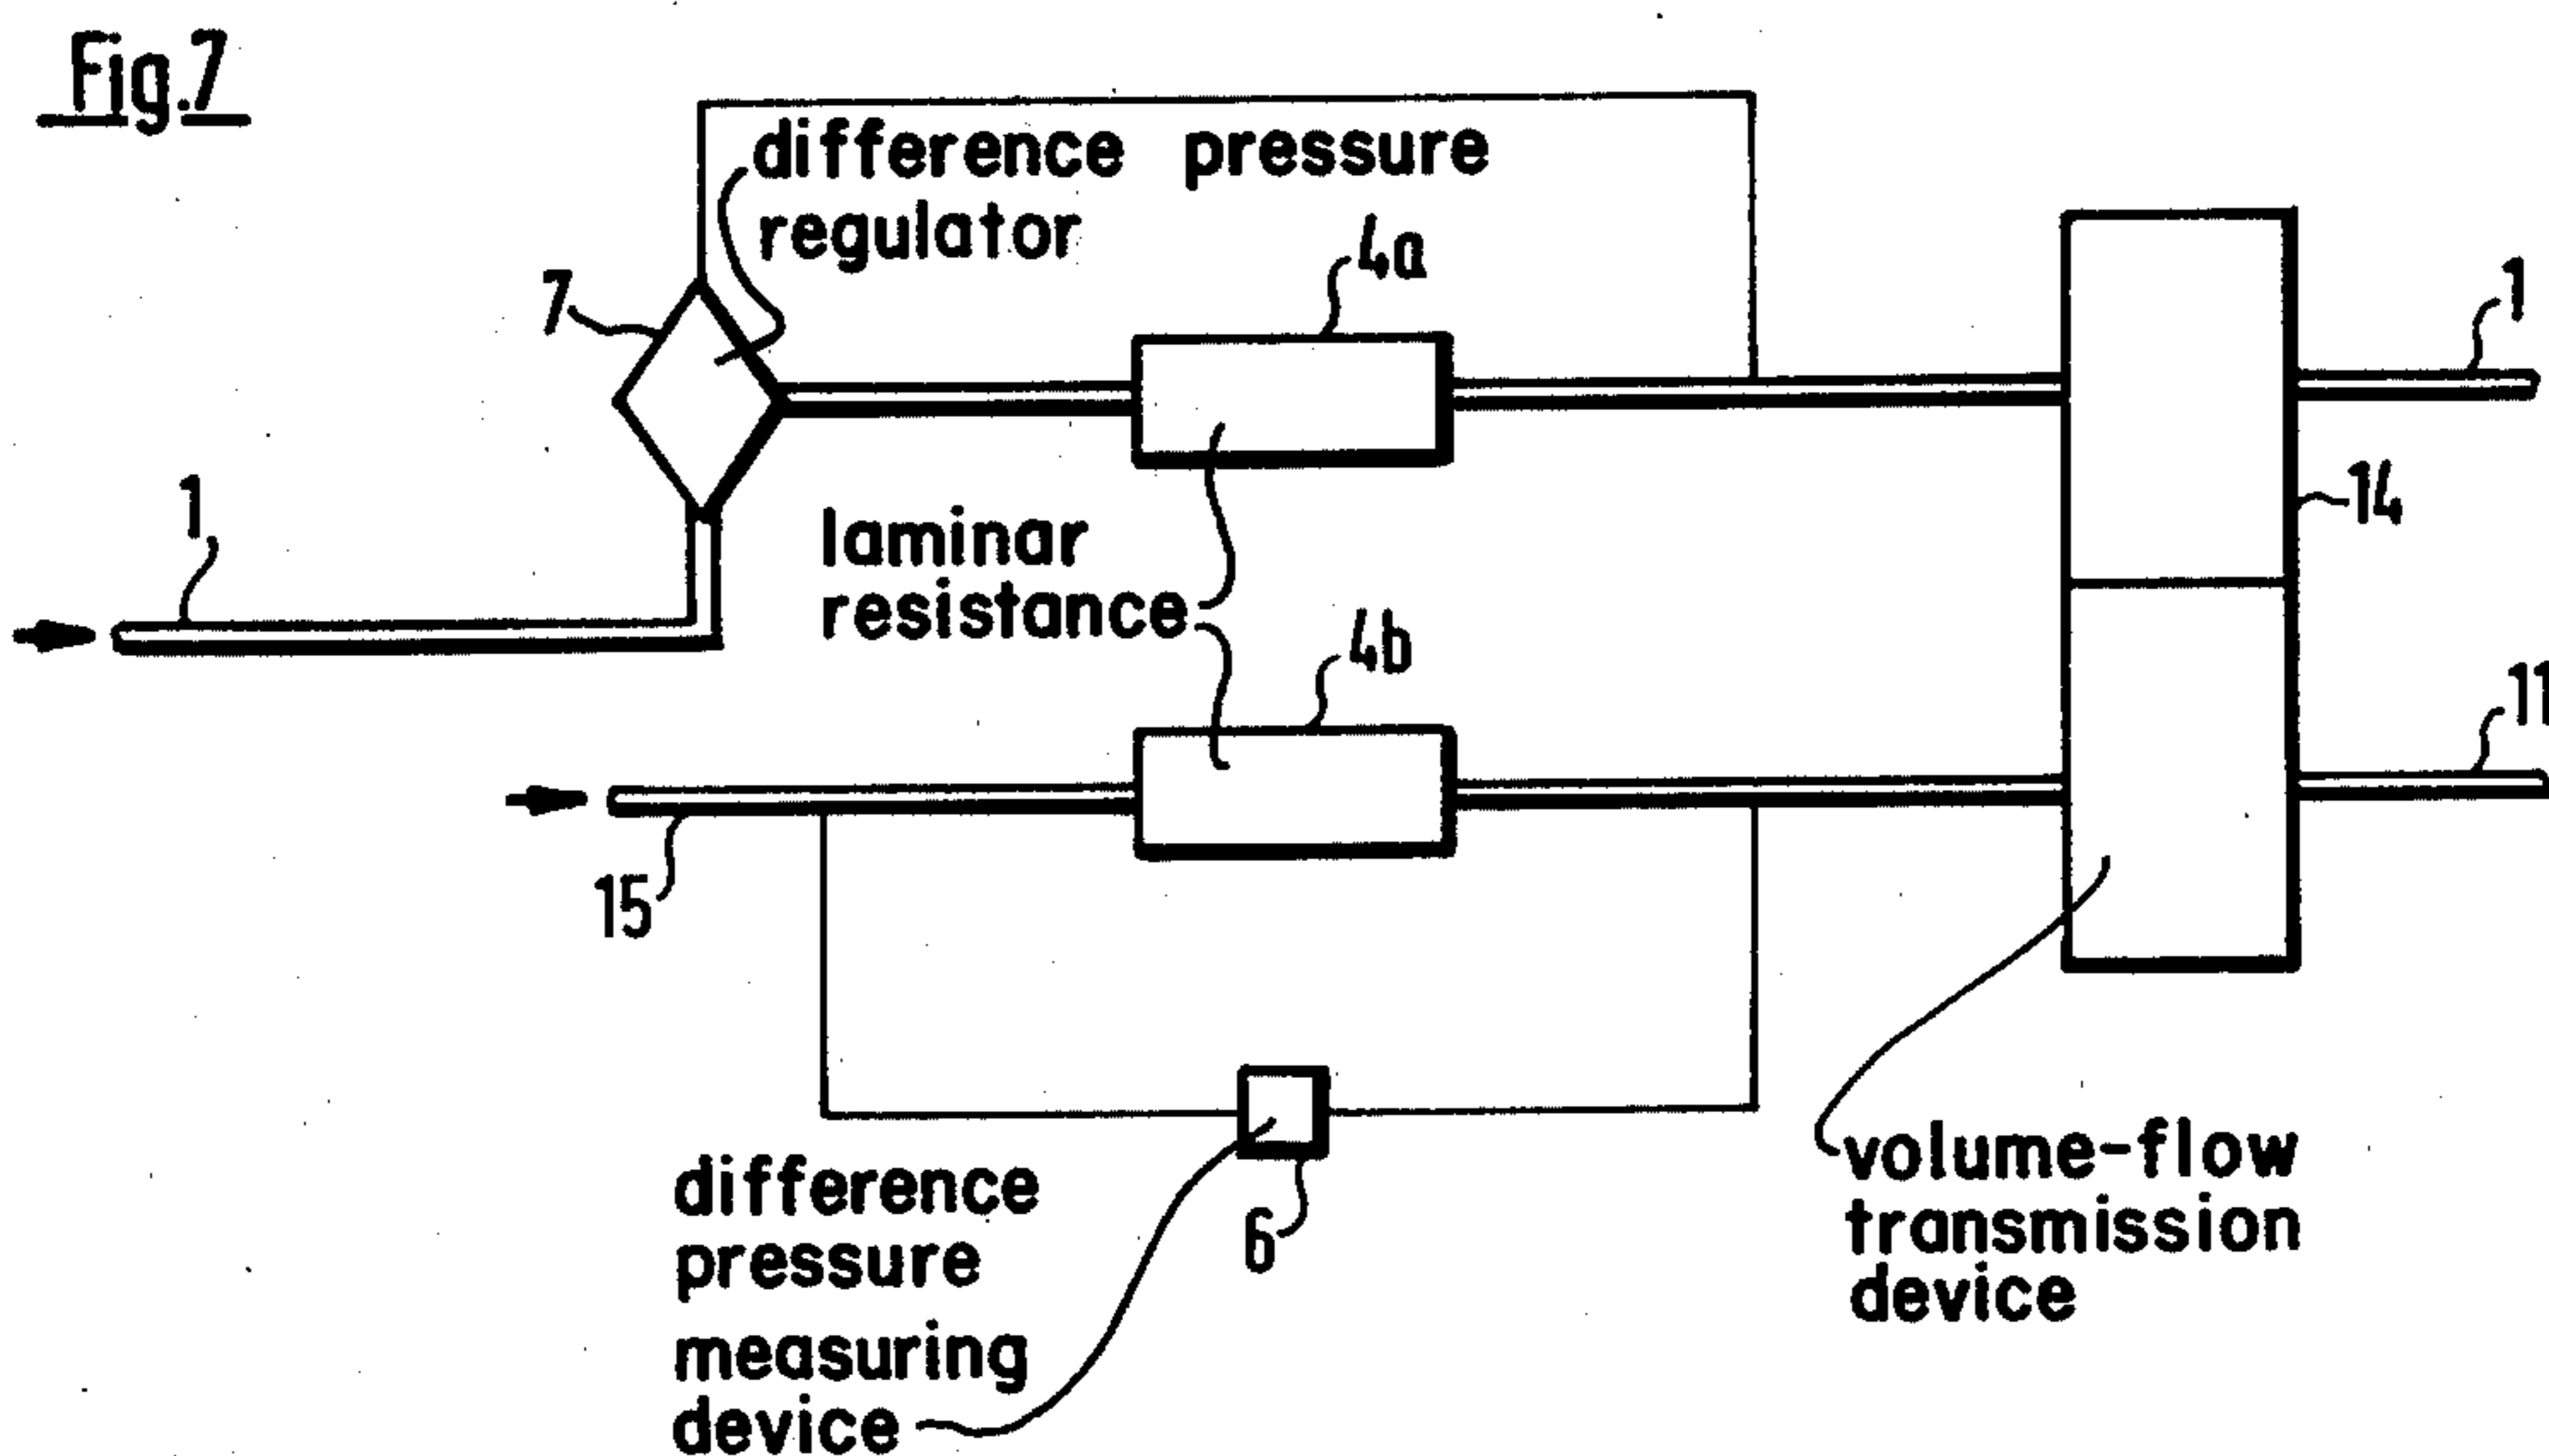 Fig.7
difference pressure
regulator
4a
7
1
1
14
laminar
resistance
4b
11
15
6
difference
pressure
measuring
device
volume-flow
transmission
device